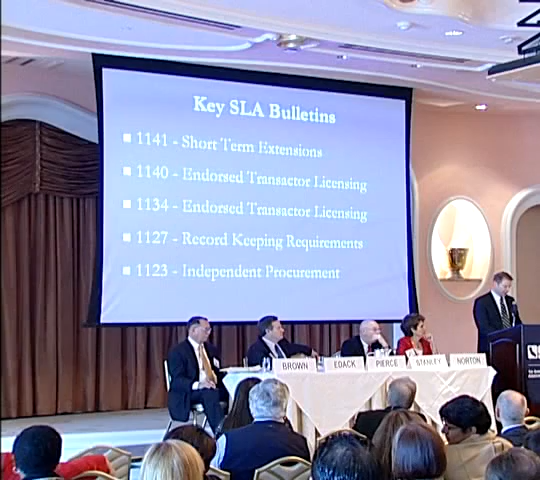 Key SLA Bulletins
1141 - Short Term Extensions
1140 - Endorsed Transactor Licensing
1134 - Endorsed Transactor Licensing
1127 - Record Keeping Requirements
1123 - Independent Procurement
BROWN EDACK PIERCE STANLEY NORTON